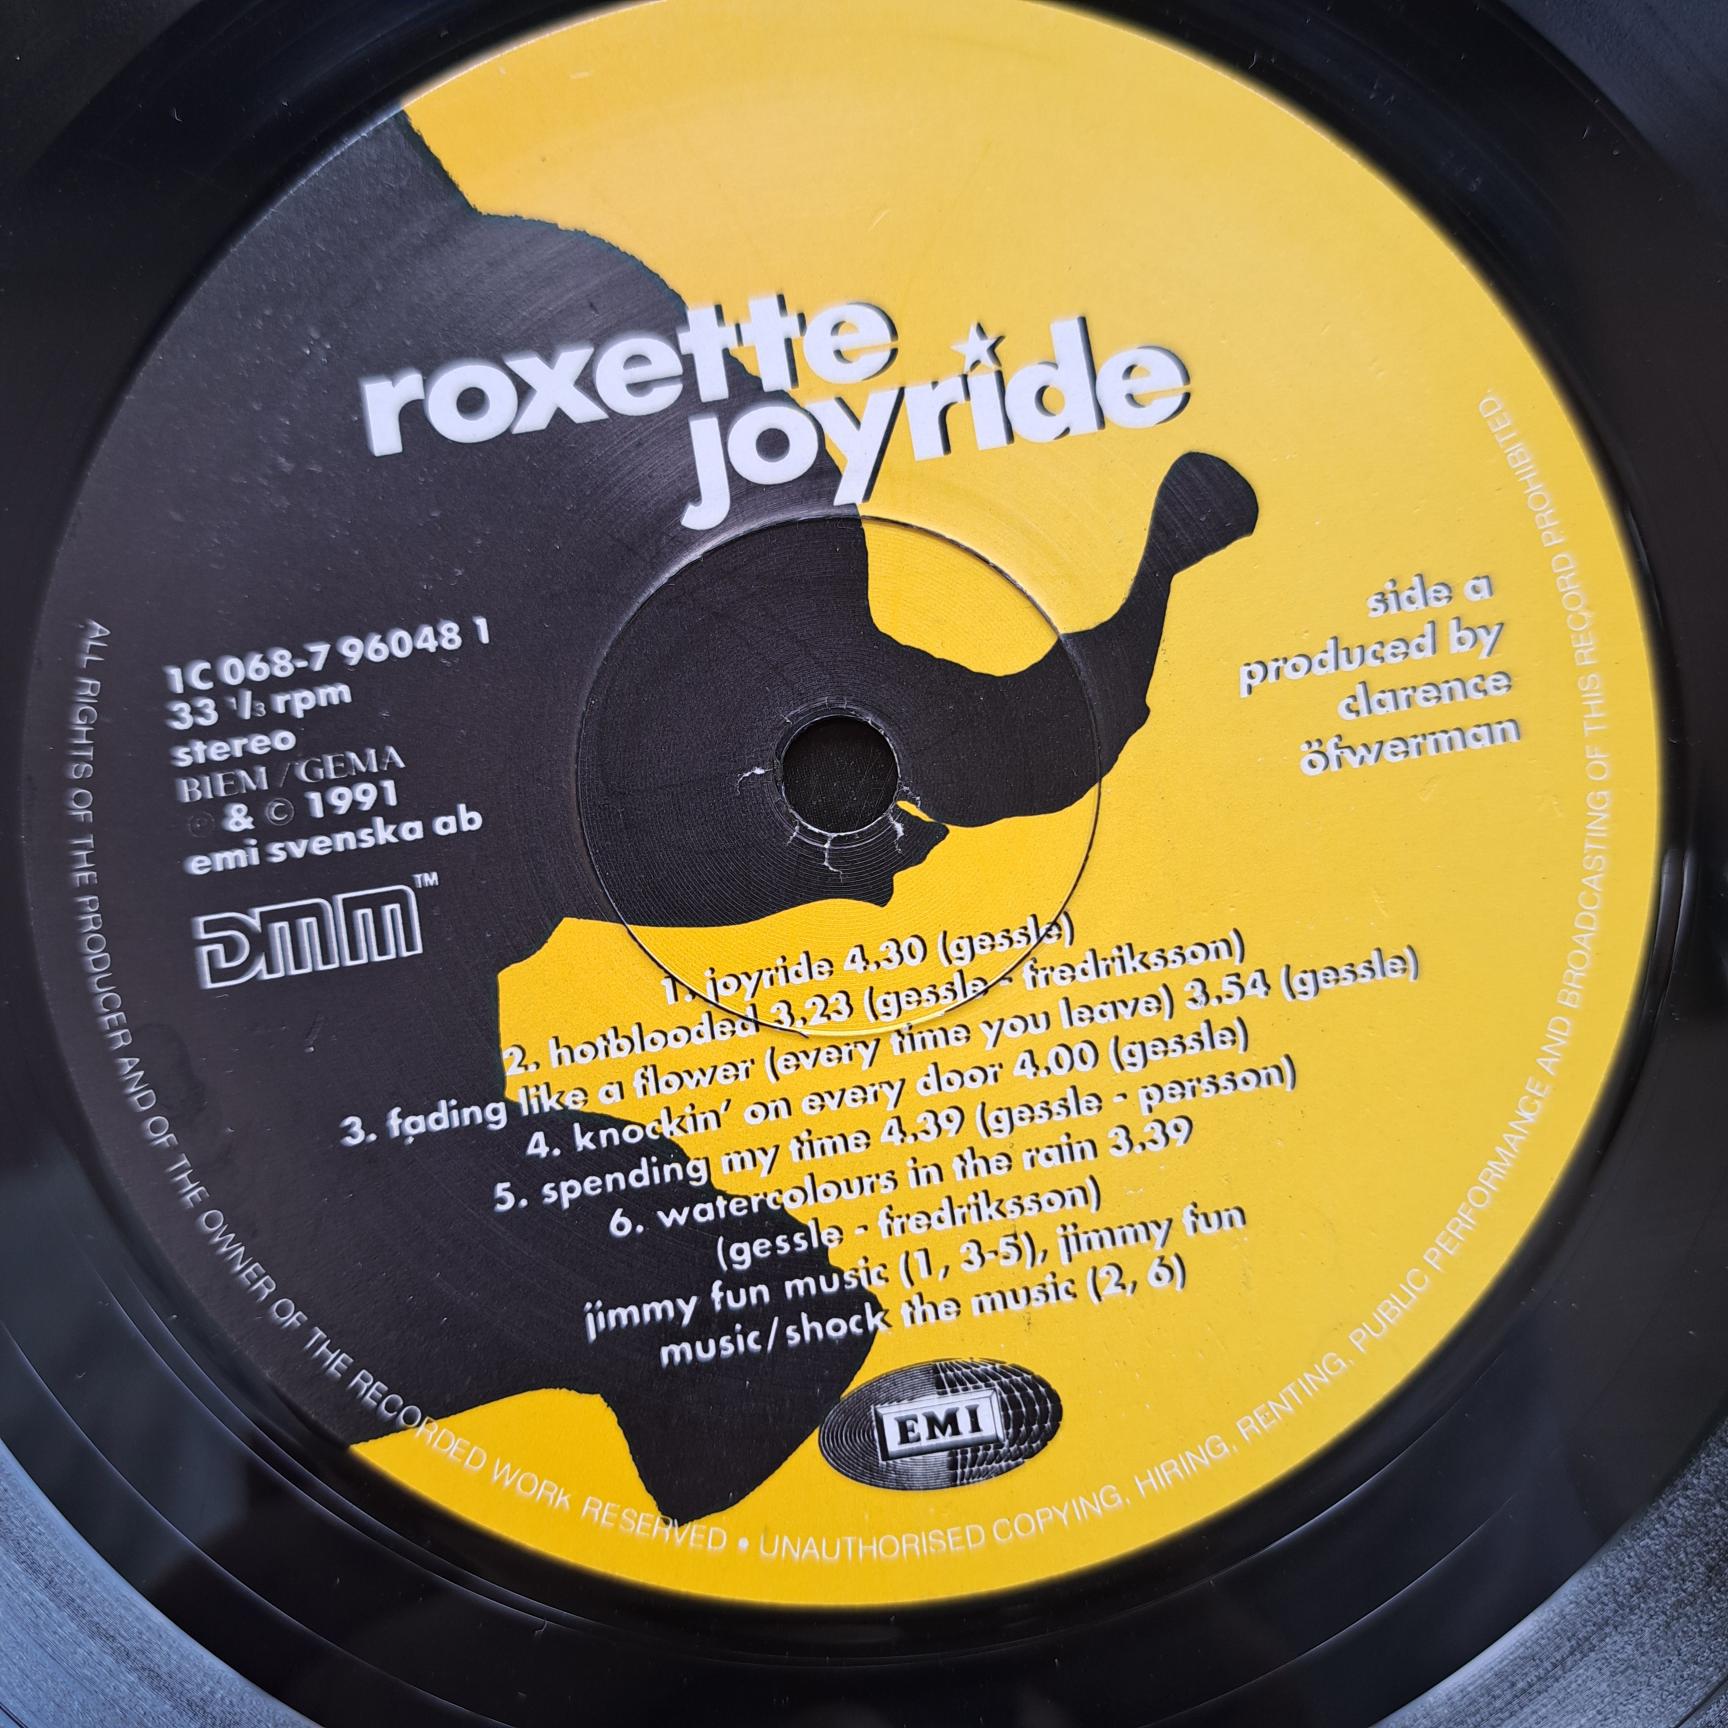 roxette
joyride
1C 068-7 96048 1
33 1/3 rpm
stereo
BIEM / GEMA
℗ & © 1991
emi svenska ab
DMM™
side a
produced by
clarence
öfwerman
1. joyride 4.30 (gessle)
2. hotblooded 3.23 (gessle - fredriksson)
3. fading like a flower (every time you leave) 3.54 (gessle)
4. knockin' on every door 4.00 (gessle)
5. spending my time 4.39 (gessle - persson)
6. watercolours in the rain 3.39
(gessle - fredriksson)
jimmy fun music (1, 3-5), jimmy fun
music/shock the music (2, 6)
EMI
ALL RIGHTS OF THE PRODUCER AND OF THE OWNER OF THE RECORDED WORK RESERVED • UNAUTHORISED COPYING, HIRING, RENTING, PUBLIC PERFORMANCE AND BROADCASTING OF THIS RECORD PROHIBITED.